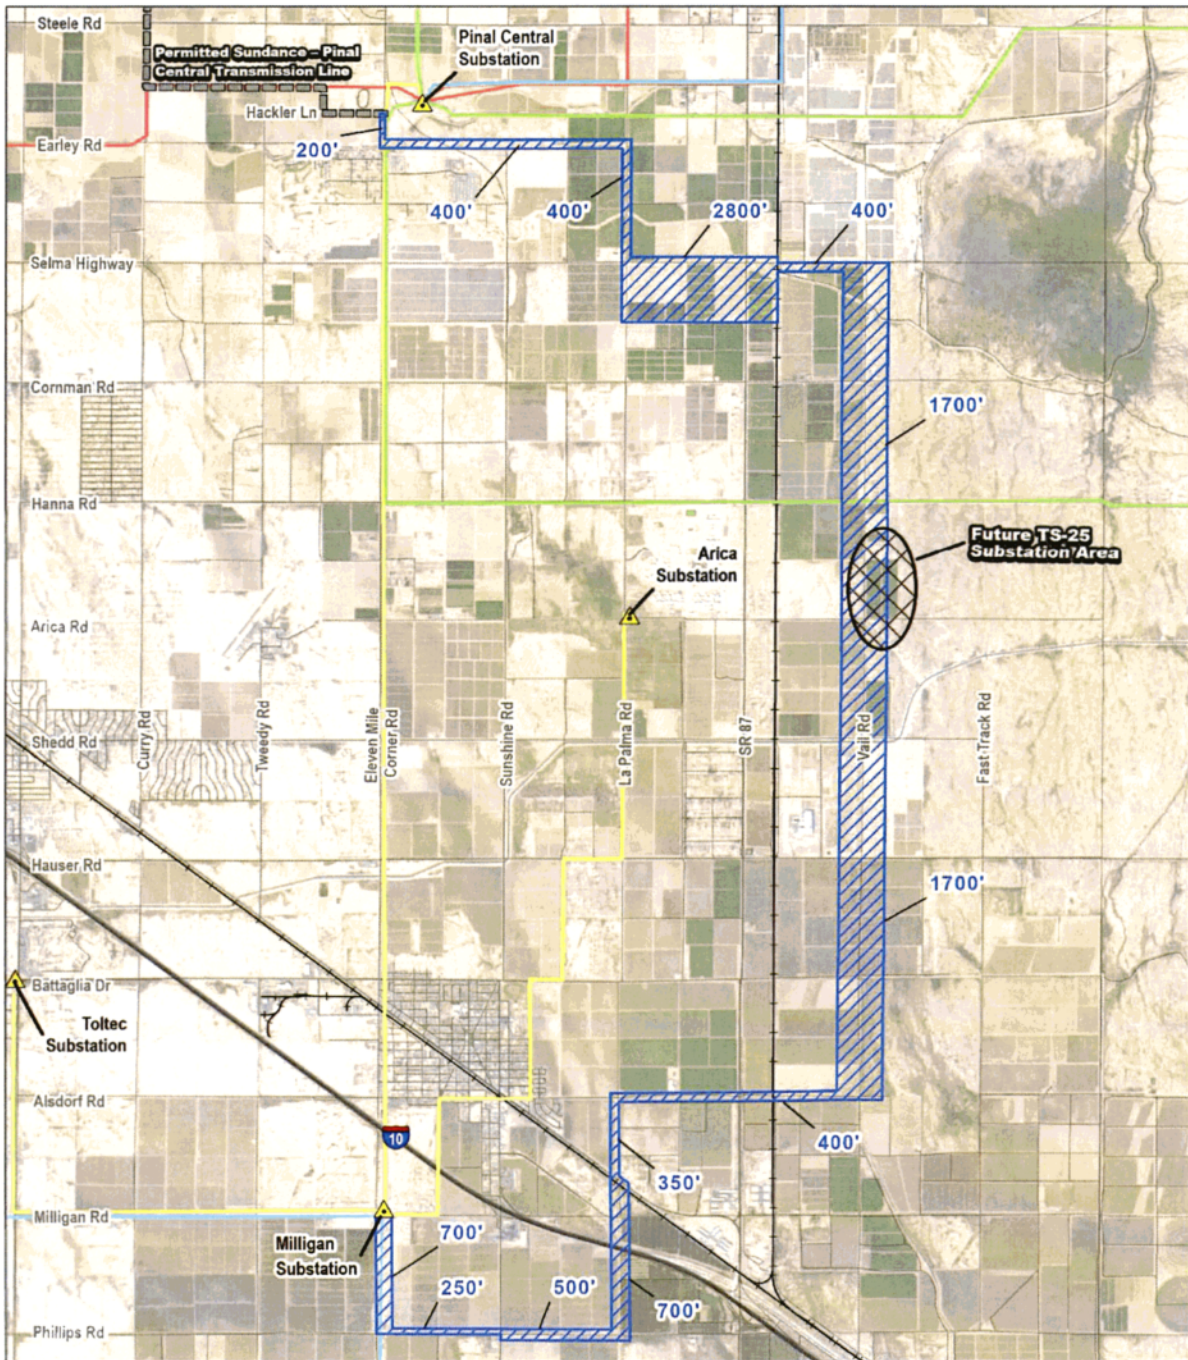 Steele Rd
Permitted Sundance – Pinal
Central Transmission Line
Pinal Central
Substation
Hackler Ln
Earley Rd
200'
400'
400'
2800'
400'
Selma Highway
Cornman Rd
1700'
Hanna Rd
Future TS-25
Substation Area
Arica
Substation
Arica Rd
Curry Rd
Tweedy Rd
Eleven Mile
Corner Rd
Sunshine Rd
La Palma Rd
SR 87
Vail Rd
Fast Track Rd
Shedd Rd
Hauser Rd
1700'
Battaglia Dr
Toltec
Substation
Alsdorf Rd
10
400'
350'
Milligan Rd
Milligan
Substation
700'
250'
500'
700'
Phillips Rd